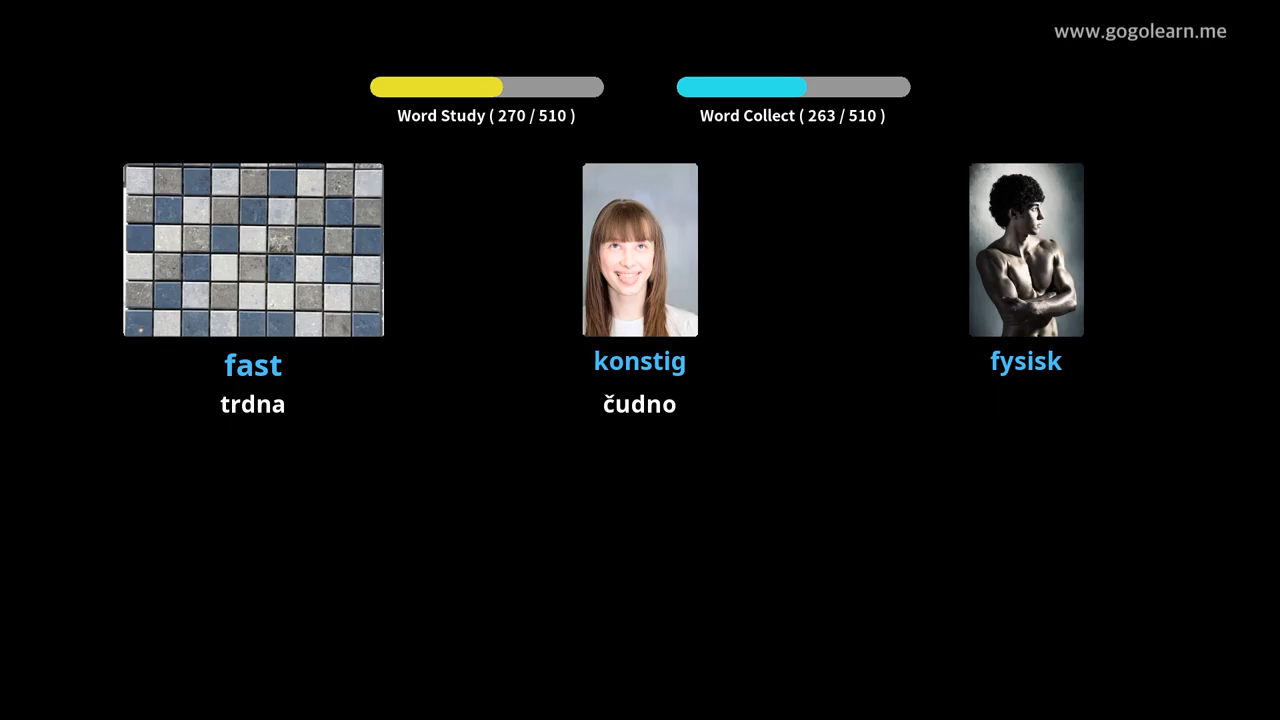 www.gogolearn.me
Word Study ( 270 / 510 )
Word Collect ( 263 / 510 )
fast
konstig
fysisk
trdna
čudno